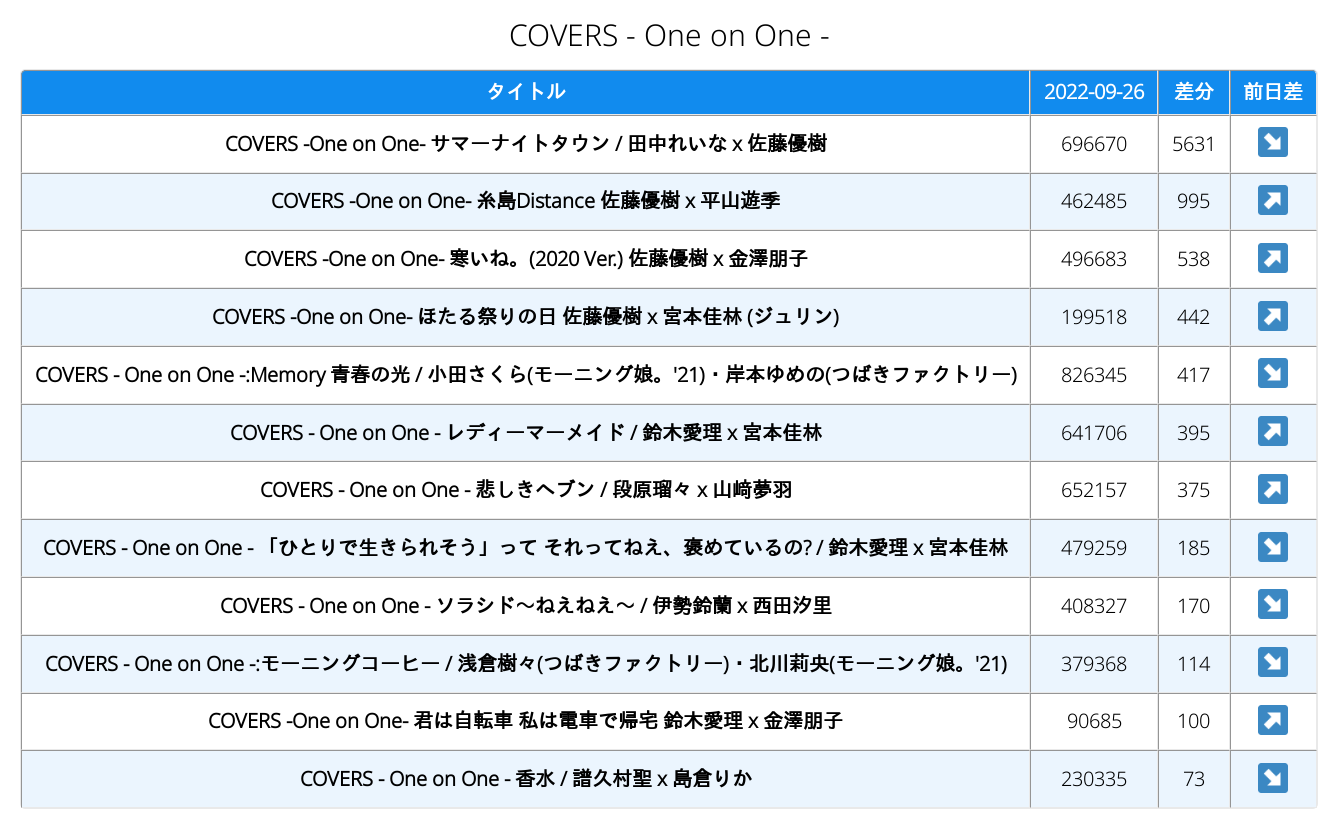 COVERS - One on One -
タイトル 2022-09-26 差分 前日差
COVERS -One on One- サマーナイトタウン / 田中れいな x 佐藤優樹 696670 5631
COVERS -One on One- 糸島Distance 佐藤優樹 x 平山遊季 462485 995
COVERS -One on One- 寒いね。(2020 Ver.) 佐藤優樹 x 金澤朋子 496683 538
COVERS -One on One- ほたる祭りの日 佐藤優樹 x 宮本佳林 (ジュリン) 199518 442
COVERS - One on One -:Memory 青春の光 / 小田さくら(モーニング娘。'21)・岸本ゆめの(つばきファクトリー) 826345 417
COVERS - One on One - レディーマーメイド / 鈴木愛理 x 宮本佳林 641706 395
COVERS - One on One - 悲しきヘブン / 段原瑠々 x 山﨑夢羽 652157 375
COVERS - One on One - 「ひとりで生きられそう」って それってねえ、褒めているの? / 鈴木愛理 x 宮本佳林 479259 185
COVERS - One on One - ソラシド〜ねえねえ〜 / 伊勢鈴蘭 x 西田汐里 408327 170
COVERS - One on One -:モーニングコーヒー / 浅倉樹々(つばきファクトリー)・北川莉央(モーニング娘。'21) 379368 114
COVERS -One on One- 君は自転車 私は電車で帰宅 鈴木愛理 x 金澤朋子 90685 100
COVERS - One on One - 香水 / 譜久村聖 x 島倉りか 230335 73